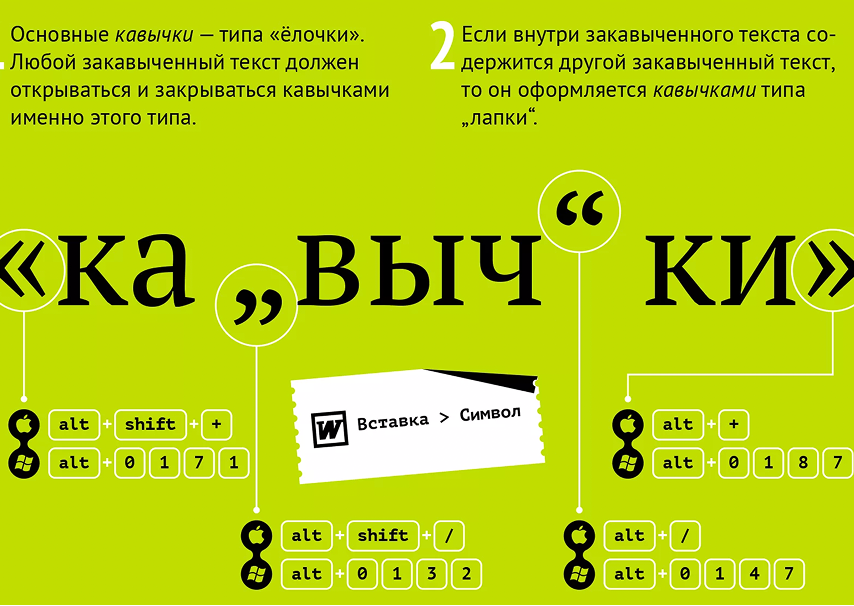 Основные кавычки — типа «ёлочки».
Любой закавыченный текст должен
открываться и закрываться кавычками
именно этого типа.
2 Если внутри закавыченного текста со-
держится другой закавыченный текст,
то он оформляется кавычками типа
„лапки“.
«ка „выч“ ки»
W Вставка > Символ
alt + shift + +
alt + 0 1 7 1
alt + +
alt + 0 1 8 7
alt + shift + /
alt + 0 1 3 2
alt + /
alt + 0 1 4 7